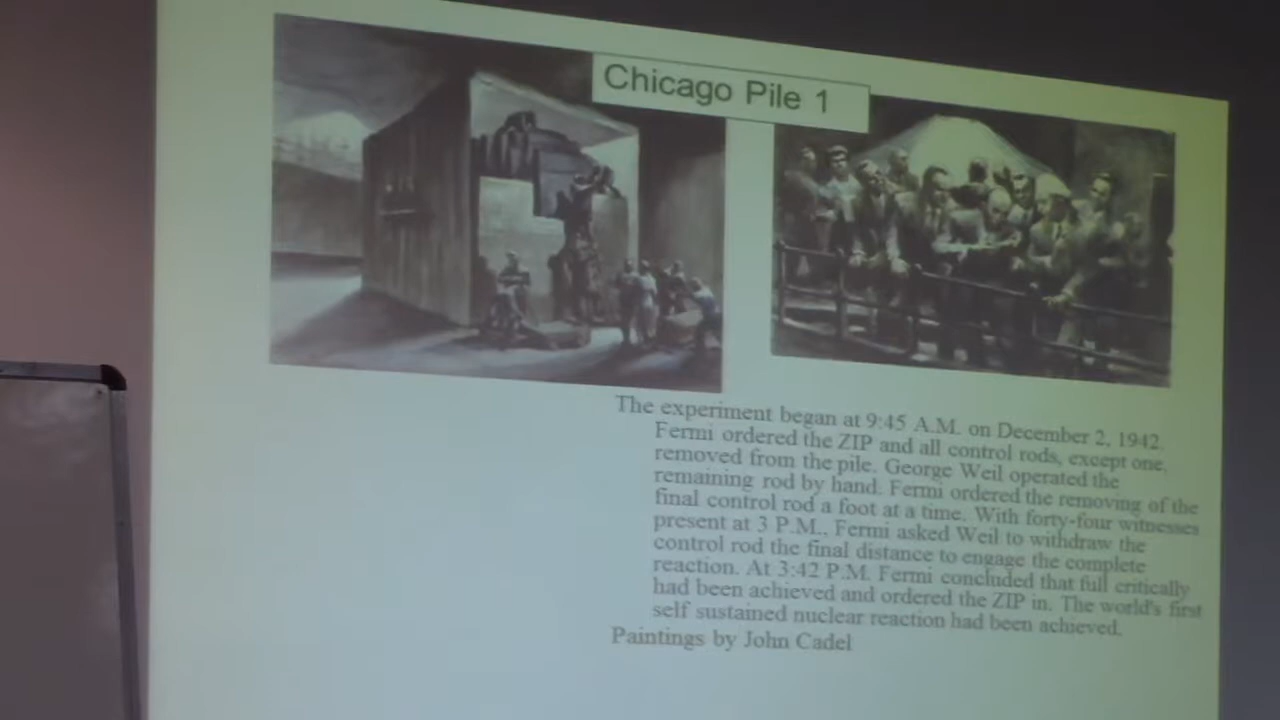 Chicago Pile 1
The experiment began at 9:45 A.M. on December 2, 1942.
Fermi ordered the ZIP and all control rods, except one,
removed from the pile. George Weil operated the
remaining rod by hand. Fermi ordered the removing of the
final control rod a foot at a time. With forty-four witnesses
present at 3 P.M., Fermi asked Weil to withdraw the
control rod the final distance to engage the complete
reaction. At 3:42 P.M. Fermi concluded that full critically
had been achieved and ordered the ZIP in. The world's first
self sustained nuclear reaction had been achieved.
Paintings by John Cadel